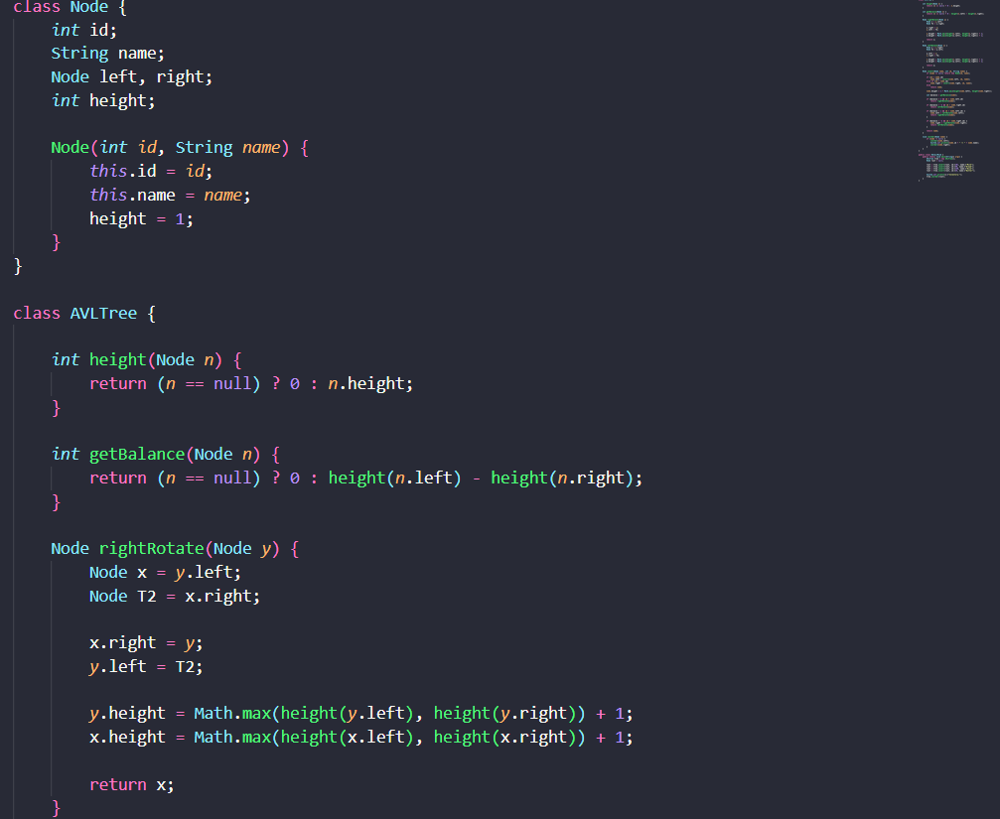 class Node {
    int id;
    String name;
    Node left, right;
    int height;

    Node(int id, String name) {
        this.id = id;
        this.name = name;
        height = 1;
    }
}

class AVLTree {

    int height(Node n) {
        return (n == null) ? 0 : n.height;
    }

    int getBalance(Node n) {
        return (n == null) ? 0 : height(n.left) - height(n.right);
    }

    Node rightRotate(Node y) {
        Node x = y.left;
        Node T2 = x.right;

        x.right = y;
        y.left = T2;

        y.height = Math.max(height(y.left), height(y.right)) + 1;
        x.height = Math.max(height(x.left), height(x.right)) + 1;

        return x;
    }